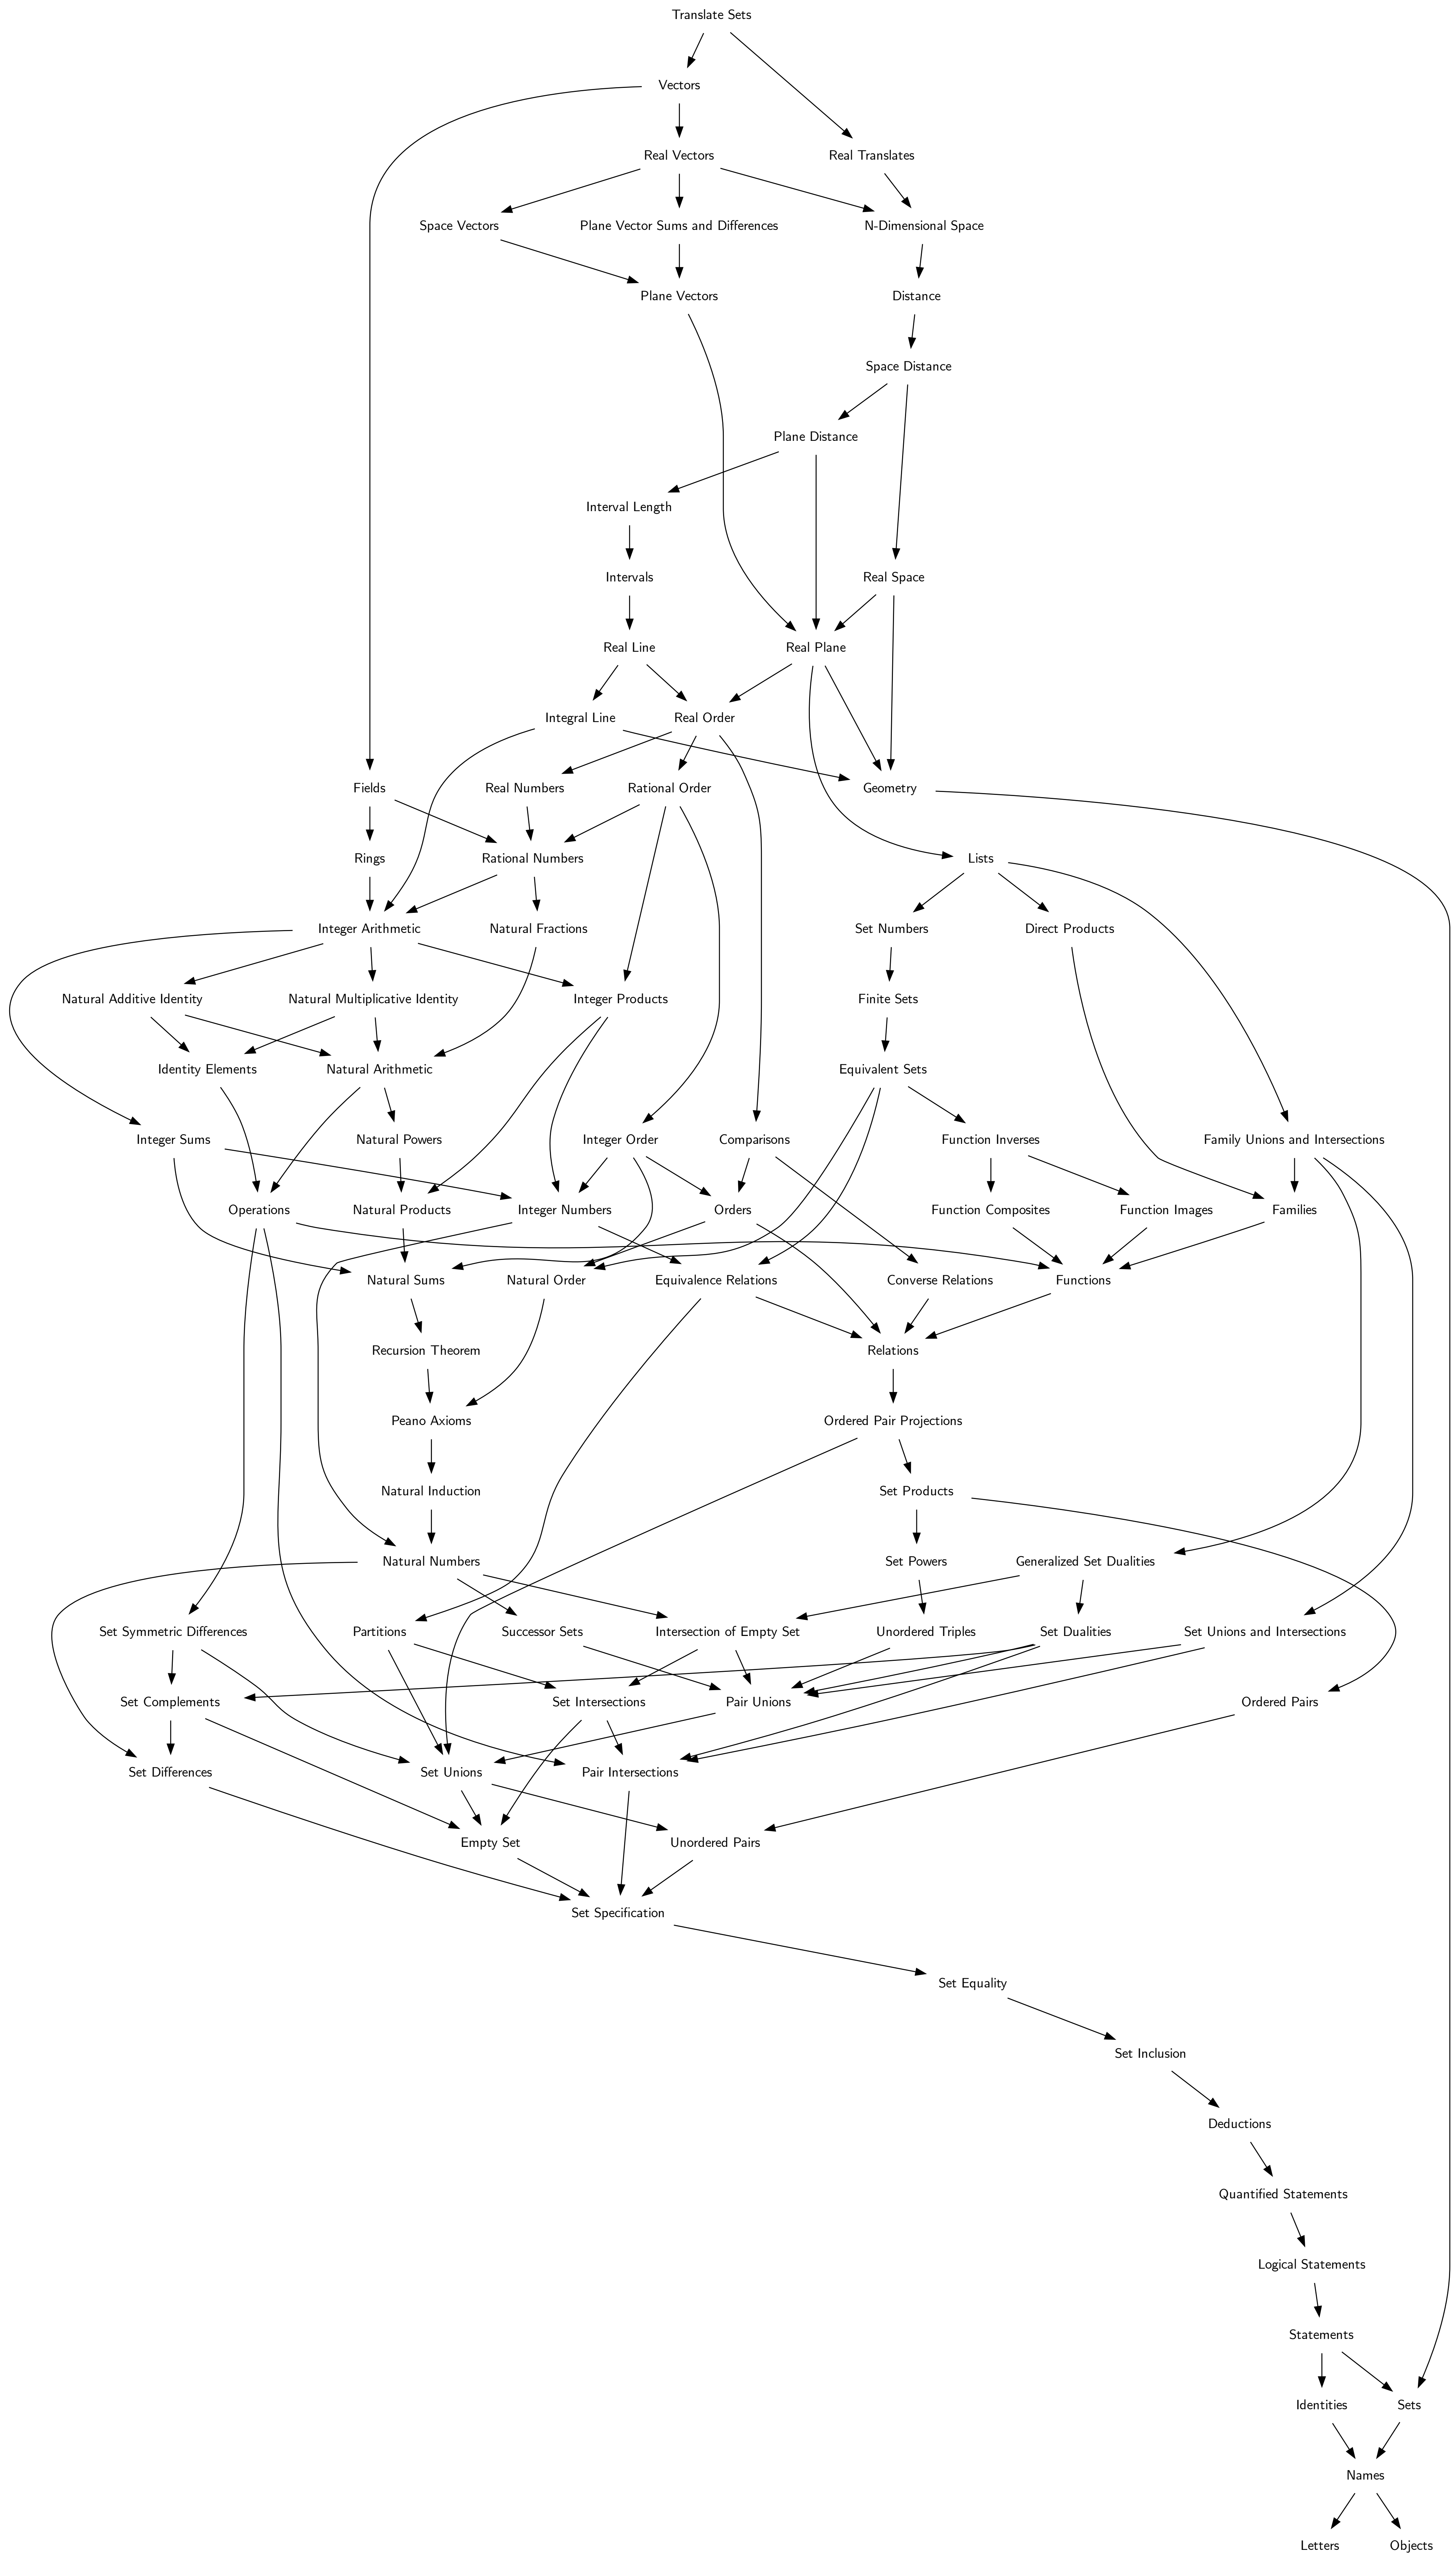 Translate Sets
Vectors
Real Vectors
Real Translates
Space Vectors
Plane Vector Sums and Differences
N-Dimensional Space
Plane Vectors
Distance
Space Distance
Plane Distance
Interval Length
Intervals
Real Space
Real Line
Real Plane
Integral Line
Real Order
Fields
Real Numbers
Rational Order
Geometry
Rings
Rational Numbers
Lists
Integer Arithmetic
Natural Fractions
Set Numbers
Direct Products
Natural Additive Identity
Natural Multiplicative Identity
Integer Products
Finite Sets
Identity Elements
Natural Arithmetic
Equivalent Sets
Integer Sums
Natural Powers
Integer Order
Comparisons
Function Inverses
Family Unions and Intersections
Operations
Natural Products
Integer Numbers
Orders
Function Composites
Function Images
Families
Natural Sums
Natural Order
Equivalence Relations
Converse Relations
Functions
Recursion Theorem
Relations
Peano Axioms
Ordered Pair Projections
Natural Induction
Set Products
Natural Numbers
Set Powers
Generalized Set Dualities
Set Symmetric Differences
Partitions
Successor Sets
Intersection of Empty Set
Unordered Triples
Set Dualities
Set Unions and Intersections
Set Complements
Set Intersections
Pair Unions
Ordered Pairs
Set Differences
Set Unions
Pair Intersections
Empty Set
Unordered Pairs
Set Specification
Set Equality
Set Inclusion
Deductions
Quantified Statements
Logical Statements
Statements
Identities
Sets
Names
Letters
Objects